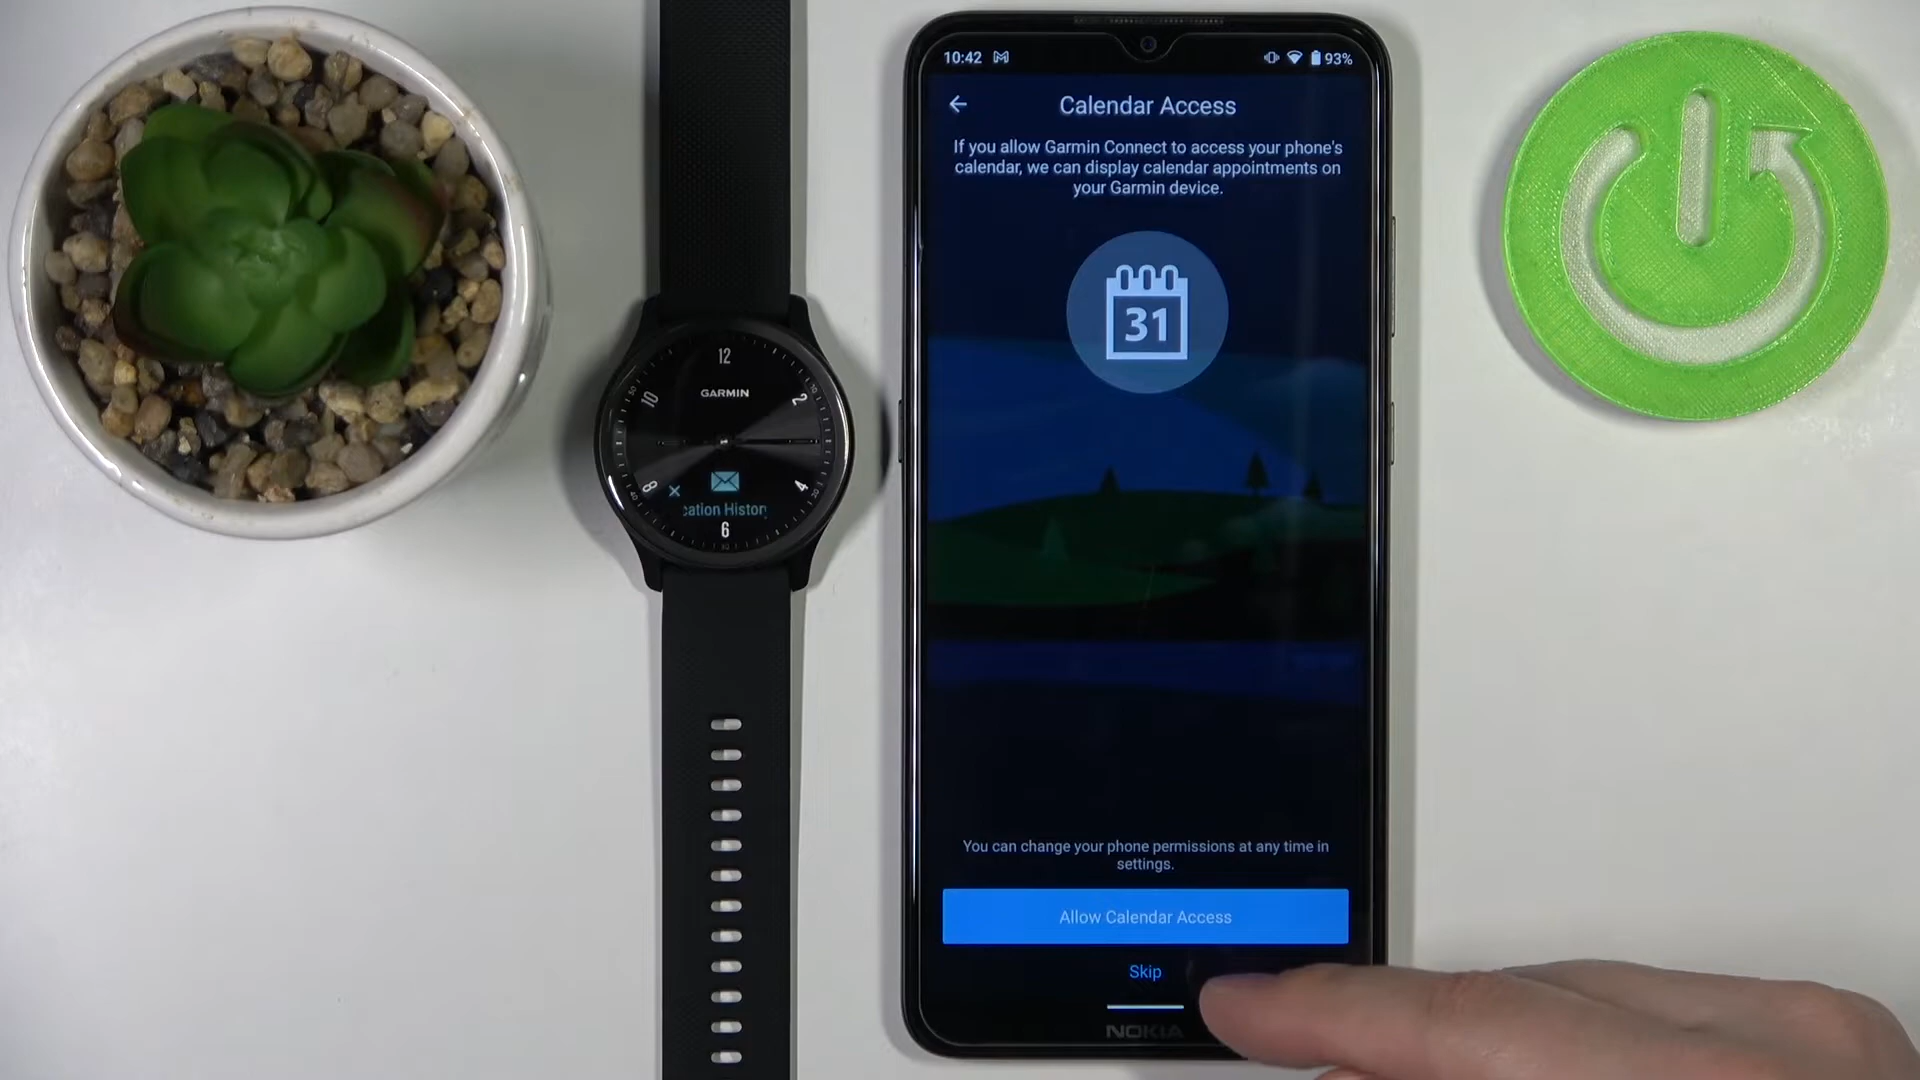 12
GARMIN
10
2
8
4
cation History
6
10:42
93%
Calendar Access
If you allow Garmin Connect to access your phone's
calendar, we can display calendar appointments on
your Garmin device.
31
You can change your phone permissions at any time in
settings.
Allow Calendar Access
Skip
NOKIA